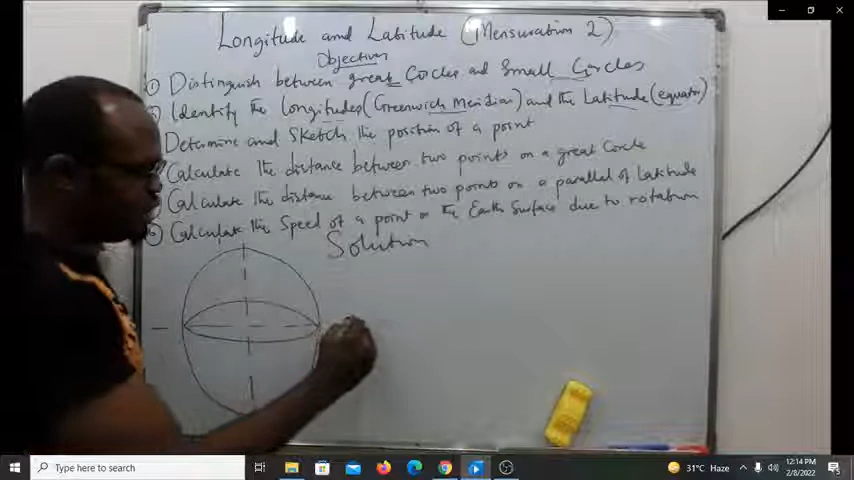 Longitude and Latitude (Mensuration 2)
Objectives
① Distinguish between great Circles and Small Circles
Identify the Longitudes (Greenwich Meridian) and the Latitude (equator)
Determine and Sketch the position of a point
Calculate the distance between two points on a great Circle
Calculate the distance between two points on a parallel of Latitude
⑥ Calculate the Speed of a point on the Earth Surface due to rotation
Solution
Type here to search
31°C Haze
12:14 PM
2/8/2022